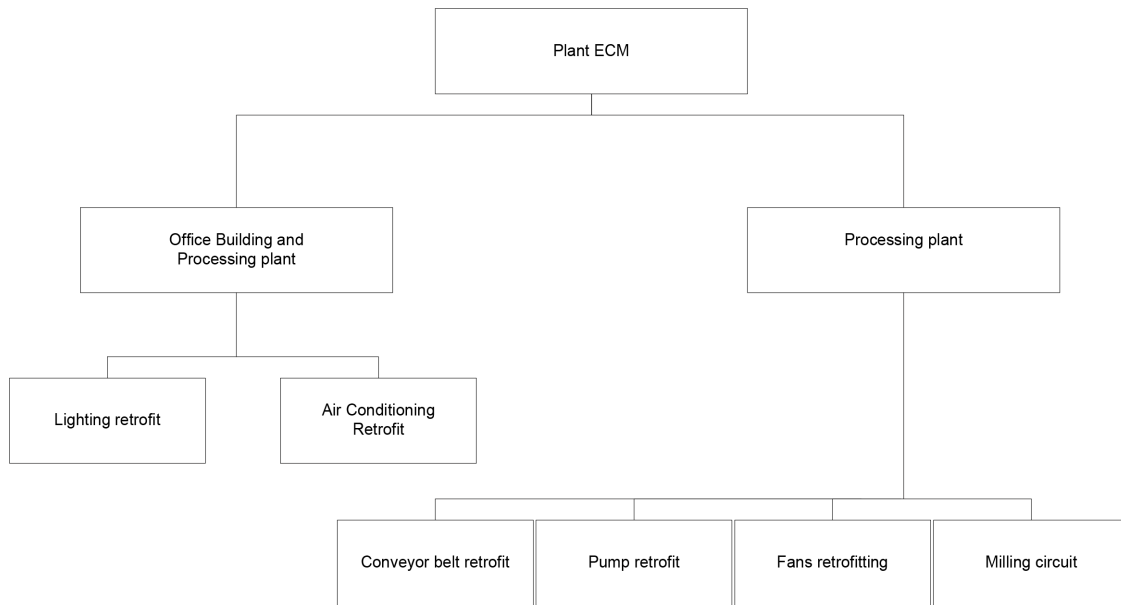 Plant ECM
Office Building and
Processing plant
Processing plant
Lighting retrofit
Air Conditioning
Retrofit
Conveyor belt retrofit
Pump retrofit
Fans retrofitting
Milling circuit